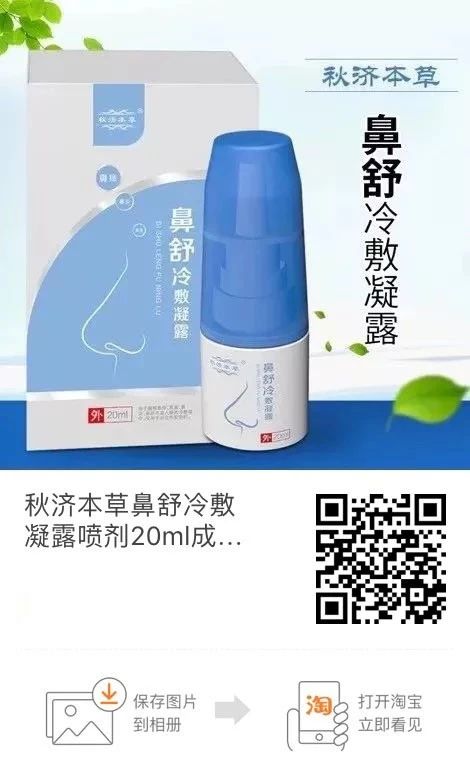 秋济本草
鼻舒冷敷凝露
秋济本草®
鼻舒冷敷凝露
BI SHU LENG FU NING LU
外 20ml
秋济本草
鼻舒冷敷凝露
外 20ml
秋济本草鼻舒冷敷
凝露喷剂20ml成...
保存图片
到相册
淘
打开淘宝
立即看见